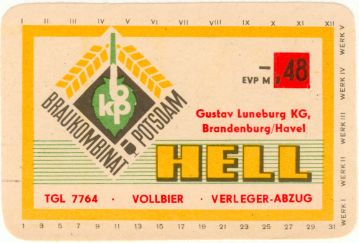 I II III IV V VI VII VIII IX X XI XII
bkp
BRAUKOMBINAT POTSDAM
EVP M -,48
Gustav Luneburg KG,
Brandenburg/Havel
HELL
TGL 7764 · VOLLBIER · VERLEGER-ABZUG
WERK I WERK II WERK III WERK IV WERK V
1 3 5 7 9 11 13 15 17 19 21 23 25 27 29 31